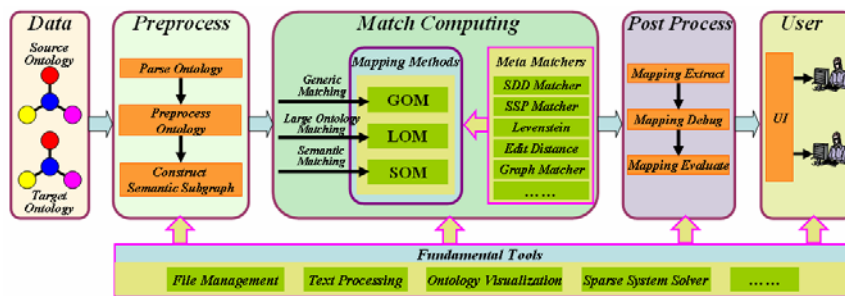 Data
Source
Ontology
Target
Ontology
Preprocess
Parse Ontology
Preprocess
Ontology
Construct
Semantic Subgraph
Match Computing
Generic
Matching
Large Ontology
Matching
Semantic
Matching
Mapping Methods
GOM
LOM
SOM
Meta Matchers
SDD Matcher
SSP Matcher
Levenstein
Edit Distance
Graph Matcher
... ...
Post Process
Mapping Extract
Mapping Debug
Mapping Evaluate
User
UI
Fundamental Tools
File Management
Text Processing
Ontology Visualization
Sparse System Solver
... ...